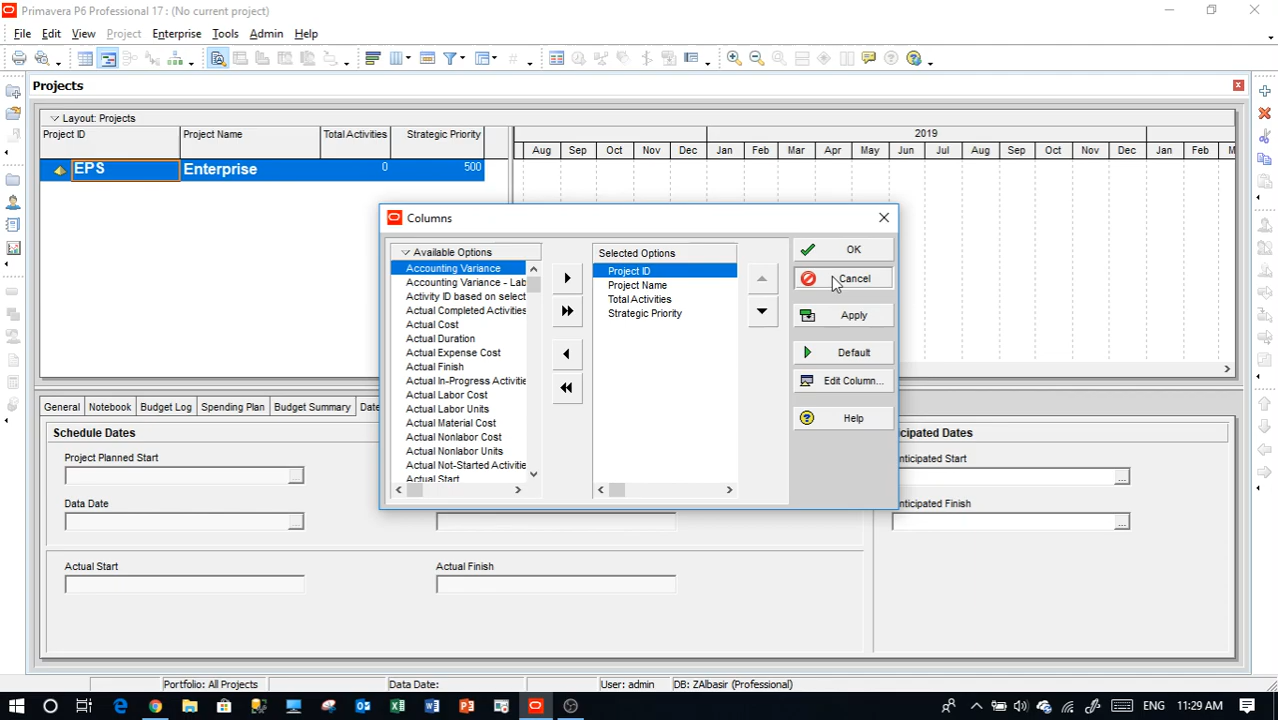 Primavera P6 Professional 17 : (No current project)
File Edit View Project Enterprise Tools Admin Help
Projects
Layout: Projects
Project ID Project Name Total Activities Strategic Priority
2019
Aug Sep Oct Nov Dec Jan Feb Mar Apr May Jun Jul Aug Sep Oct Nov Dec Jan Feb
EPS Enterprise 0 500
Columns
Available Options
Accounting Variance
Accounting Variance - Lab
Activity ID based on select
Actual Completed Activities
Actual Cost
Actual Duration
Actual Expense Cost
Actual Finish
Actual In-Progress Activitie
Actual Labor Cost
Actual Labor Units
Actual Material Cost
Actual Nonlabor Cost
Actual Nonlabor Units
Actual Not-Started Activitie
Actual Start
Selected Options
Project ID
Project Name
Total Activities
Strategic Priority
OK
Cancel
Apply
Default
Edit Column...
Help
General Notebook Budget Log Spending Plan Budget Summary Date
Schedule Dates
Project Planned Start
Data Date
Actual Start
Actual Finish
cipated Dates
nticipated Start
nticipated Finish
Portfolio: All Projects Data Date: User: admin DB: ZAlbasir (Professional)
ENG 11:29 AM